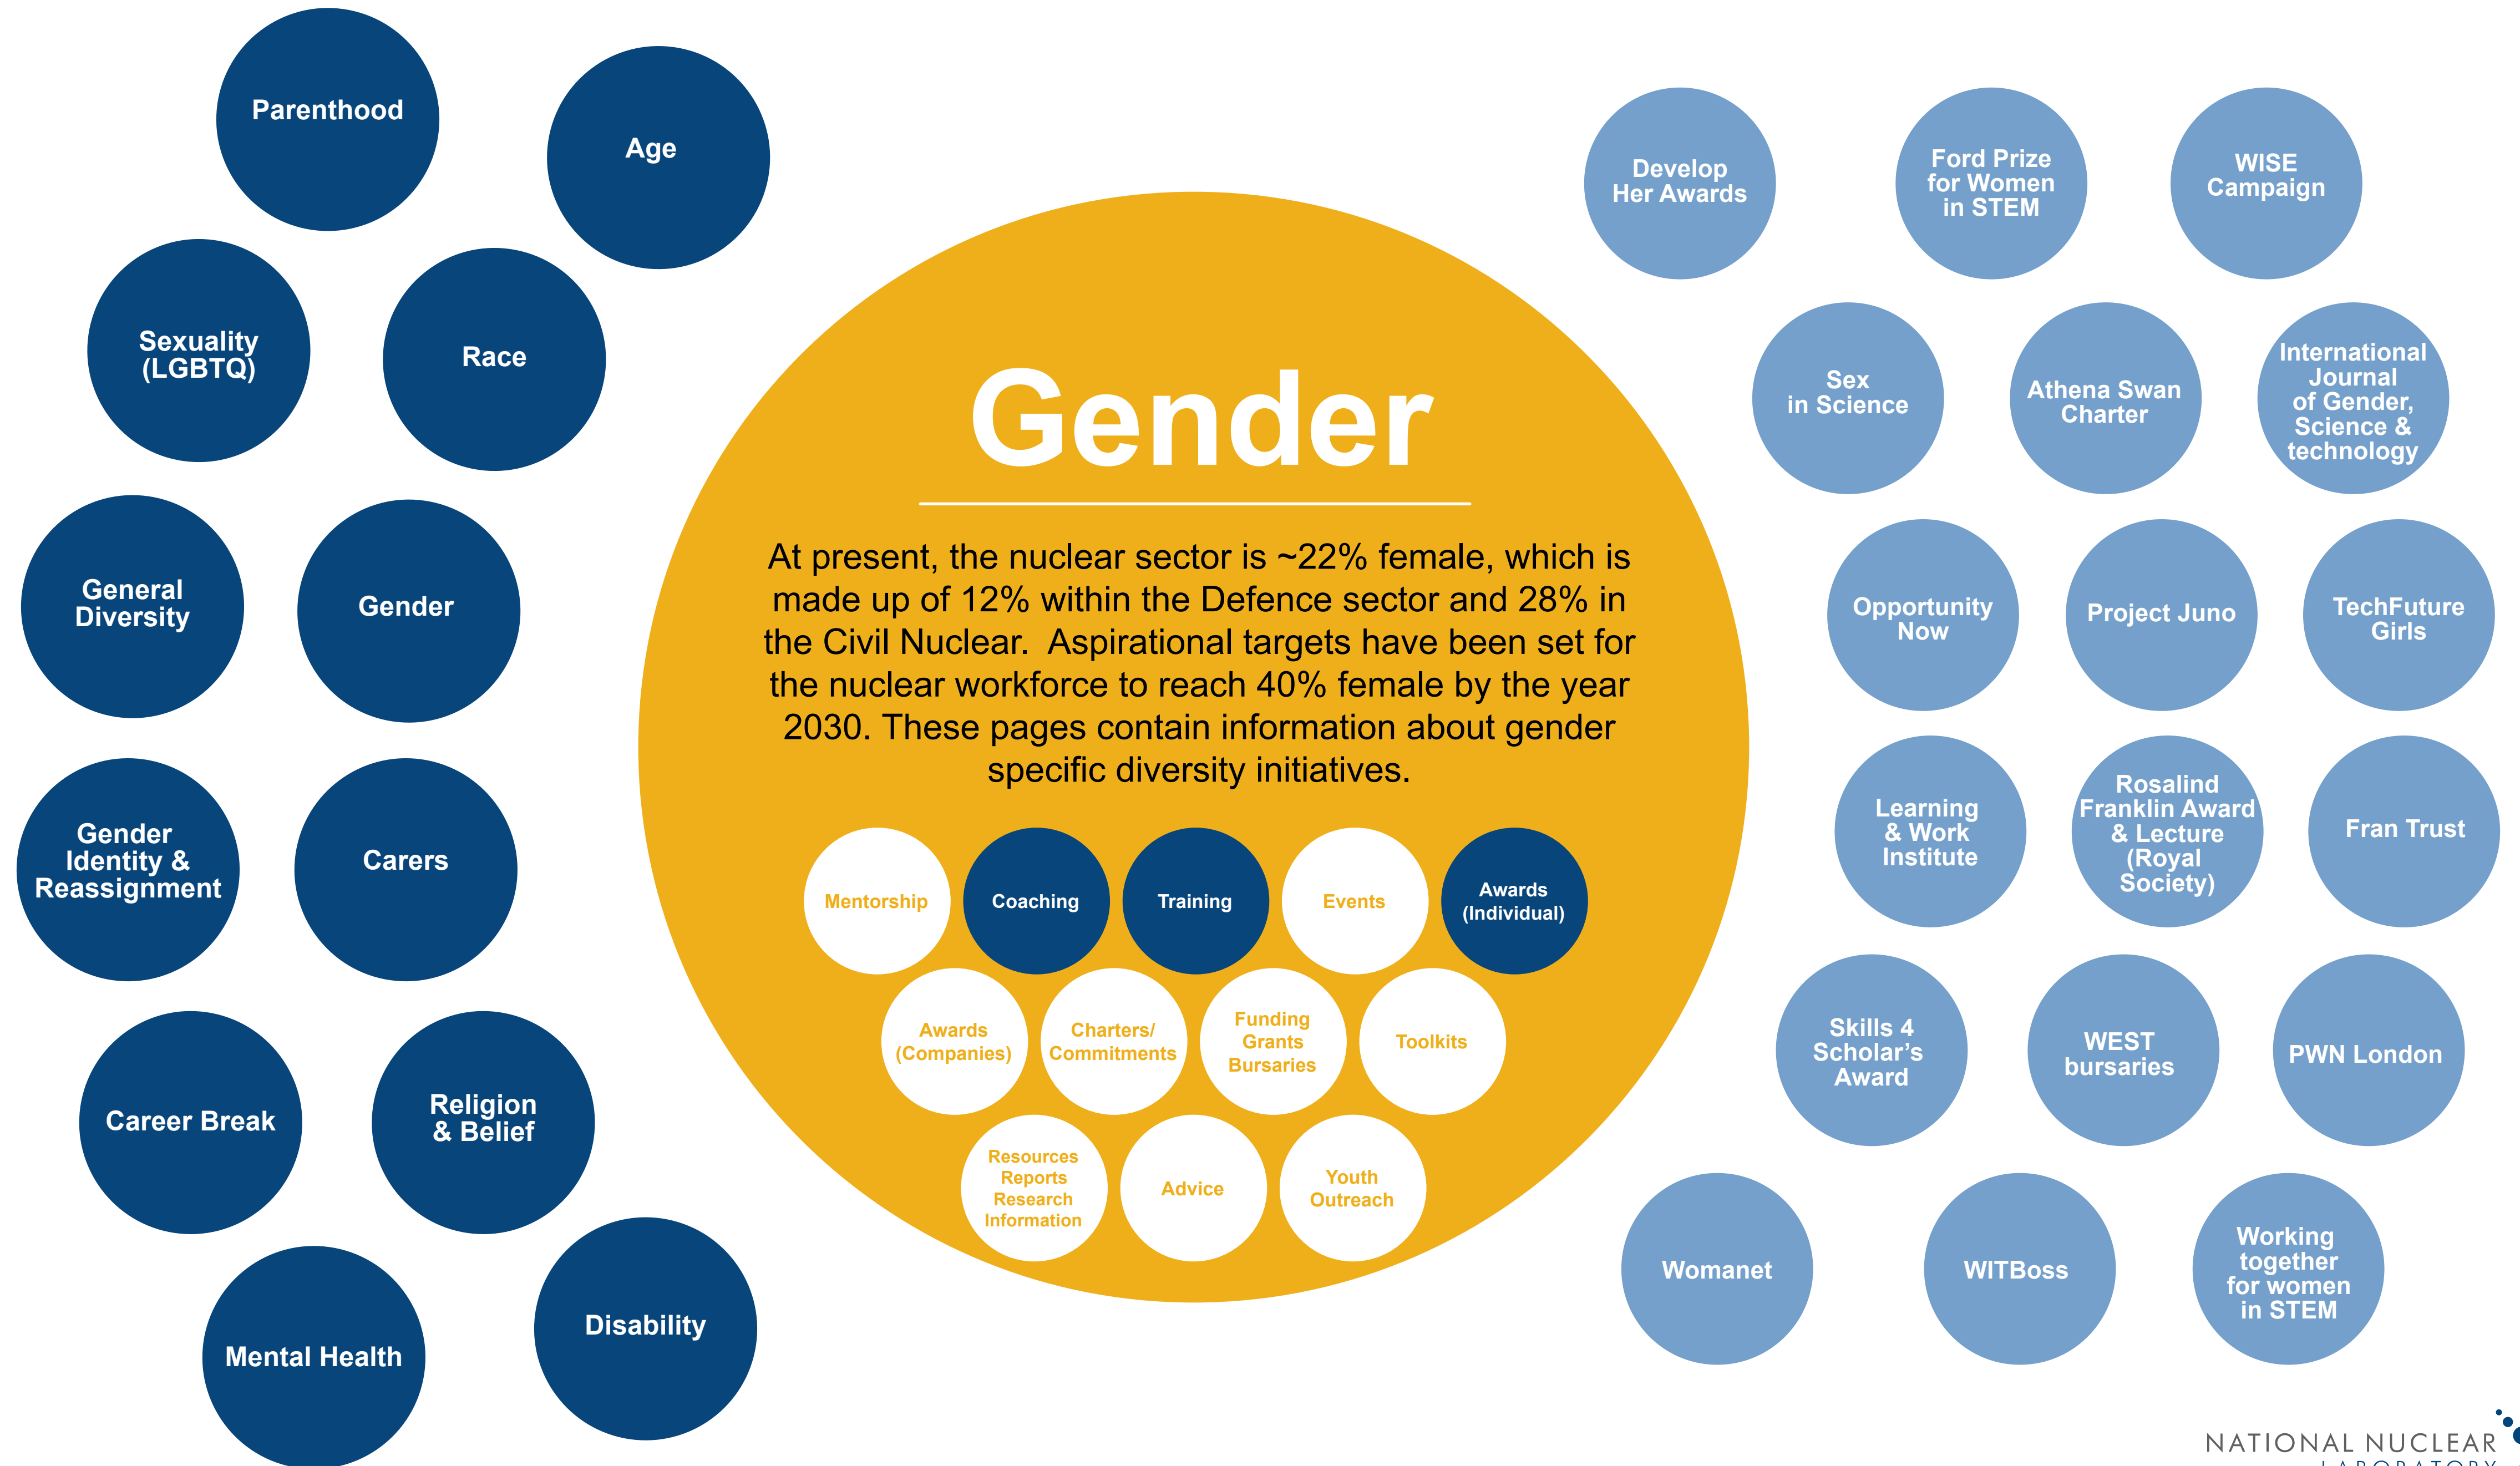 Parenthood
Age
Sexuality
(LGBTQ)
Race
General
Diversity
Gender
Gender
Identity &
Reassignment
Carers
Career Break
Religion
& Belief
Mental Health
Disability
Gender
At present, the nuclear sector is ~22% female, which is
made up of 12% within the Defence sector and 28% in
the Civil Nuclear.  Aspirational targets have been set for
the nuclear workforce to reach 40% female by the year
2030. These pages contain information about gender
specific diversity initiatives.
Mentorship
Coaching
Training
Events
Awards
(Individual)
Awards
(Companies)
Charters/
Commitments
Funding
Grants
Bursaries
Toolkits
Resources
Reports
Research
Information
Advice
Youth
Outreach
Develop
Her Awards
Ford Prize
for Women
in STEM
WISE
Campaign
Sex
in Science
Athena Swan
Charter
International
Journal
of Gender,
Science &
technology
Opportunity
Now
Project Juno
TechFuture
Girls
Learning
& Work
Institute
Rosalind
Franklin Award
& Lecture
(Royal
Society)
Fran Trust
Skills 4
Scholar’s
Award
WEST
bursaries
PWN London
Womanet
WITBoss
Working
together
for women
in STEM
NATIONAL NUCLEAR
LABORATORY